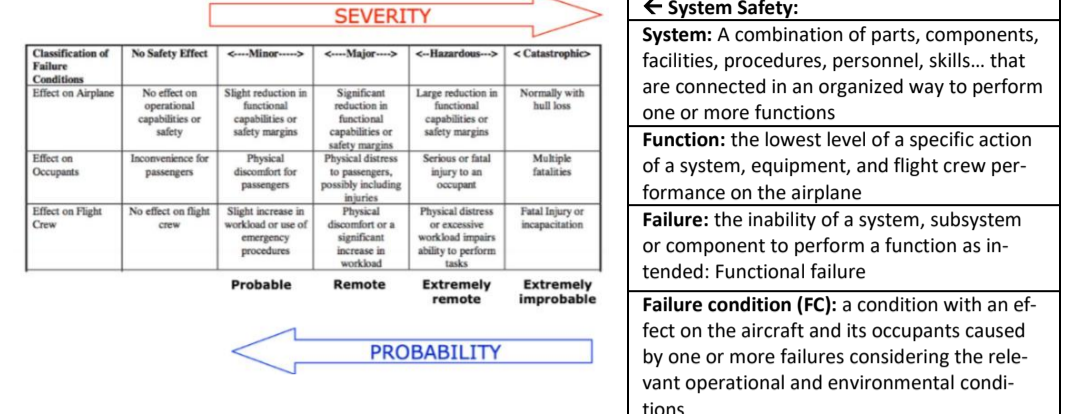 SEVERITY
Classification of Failure Conditions | No Safety Effect | <----Minor-----> | <----Major----> | <--Hazardous---> | < Catastrophic>
Effect on Airplane | No effect on operational capabilities or safety | Slight reduction in functional capabilities or safety margins | Significant reduction in functional capabilities or safety margins | Large reduction in functional capabilities or safety margins | Normally with hull loss
Effect on Occupants | Inconvenience for passengers | Physical discomfort for passengers | Physical distress to passengers, possibly including injuries | Serious or fatal injury to an occupant | Multiple fatalities
Effect on Flight Crew | No effect on flight crew | Slight increase in workload or use of emergency procedures | Physical discomfort or a significant increase in workload | Physical distress or excessive workload impairs ability to perform tasks | Fatal Injury or incapacitation
Probable | Remote | Extremely remote | Extremely improbable
PROBABILITY
← System Safety:
System: A combination of parts, components,
facilities, procedures, personnel, skills... that
are connected in an organized way to perform
one or more functions
Function: the lowest level of a specific action
of a system, equipment, and flight crew per-
formance on the airplane
Failure: the inability of a system, subsystem
or component to perform a function as in-
tended: Functional failure
Failure condition (FC): a condition with an ef-
fect on the aircraft and its occupants caused
by one or more failures considering the rele-
vant operational and environmental condi-
tions